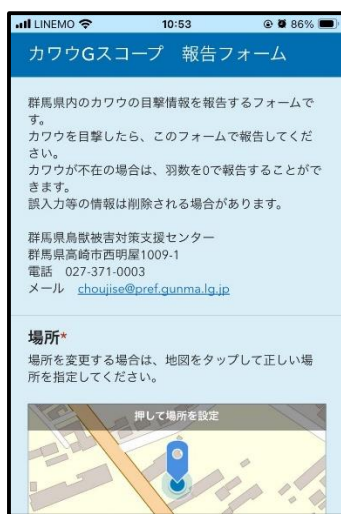 LINEMO 10:53 86%
カワウGスコープ 報告フォーム
群馬県内のカワウの目撃情報を報告するフォームで
す。
カワウを目撃したら、このフォームで報告してくだ
さい。
カワウが不在の場合は、羽数を0で報告することがで
きます。
誤入力等の情報は削除される場合があります。
群馬県鳥獣被害対策支援センター
群馬県高崎市西明屋1009-1
電話 027-371-0003
メール choujise@pref.gunma.lg.jp
場所*
場所を変更する場合は、地図をタップして正しい場
所を指定してください。
押して場所を設定